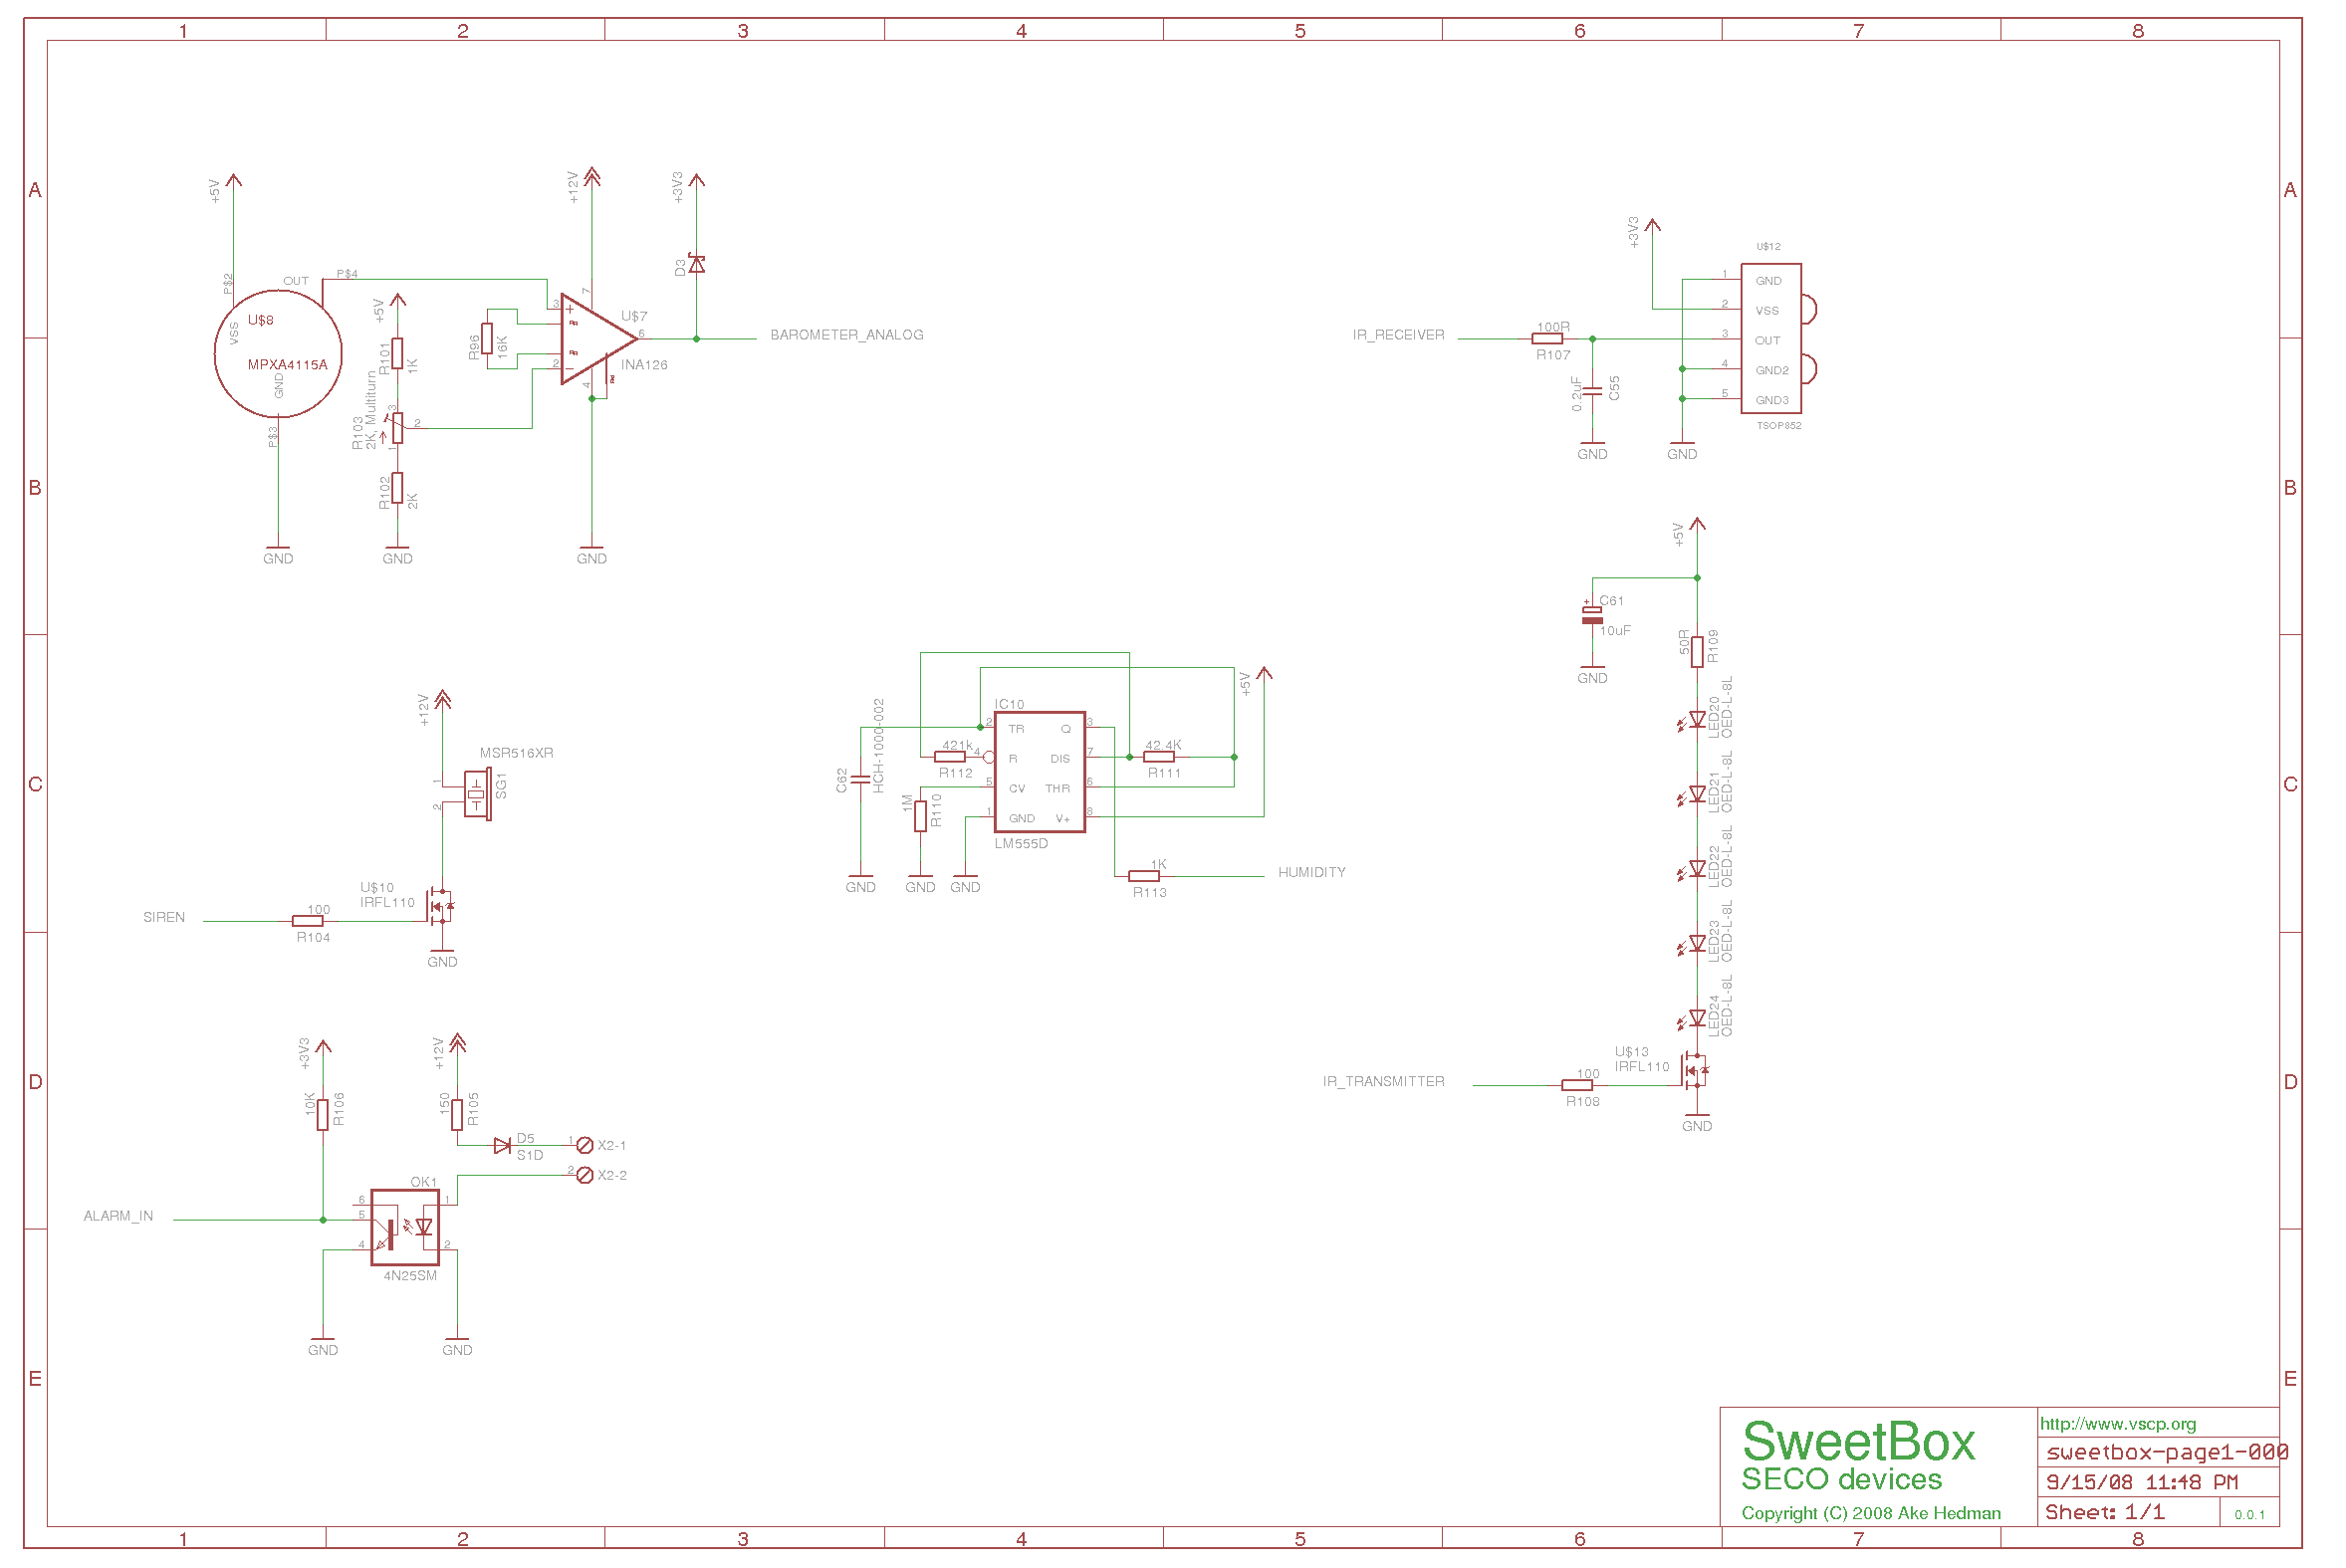 1 2 3 4 5 6 7 8
A
B
C
D
E
A
B
C
D
E
+5V
P$2
VSS
U$8
MPXA4115A
GND
P$3
GND
OUT
P$4
+5V
R101
1K
R103
2K, Multiturn
3
2
1
R102
2K
GND
R96
16K
+12V
7
3
2
4
6
U$7
INA126
GND
+3V3
D3
BAROMETER_ANALOG
+3V3
U$12
1 GND
2 VSS
3 OUT
4 GND2
5 GND3
TSOP852
IR_RECEIVER
100R
R107
0.2uF
C55
GND
GND
+5V
C61
10uF
GND
50R
R109
LED20
OED-L-8L
LED21
OED-L-8L
LED22
OED-L-8L
LED23
OED-L-8L
LED24
OED-L-8L
U$13
IRFL110
IR_TRANSMITTER
100
R108
GND
+12V
MSR516XR
1
2
SG1
U$10
IRFL110
SIREN
100
R104
GND
C62
HCH-1000-002
GND
IC10
2 TR Q 3
421k
R112
4 R DIS 7
42.4K
R111
5 CV THR 6
1 GND V+ 8
LM555D
1M
R110
GND
GND
+5V
1K
R113
HUMIDITY
+3V3
10K
R106
+12V
150
R105
D5
S1D
1 X2-1
2 X2-2
OK1
6
5
4
1
2
4N25SM
ALARM_IN
GND
GND
SweetBox
SECO devices
Copyright (C) 2008 Ake Hedman
http://www.vscp.org
sweetbox-page1-000
9/15/08 11:48 PM
Sheet: 1/1
0.0.1
1 2 3 4 5 6 7 8